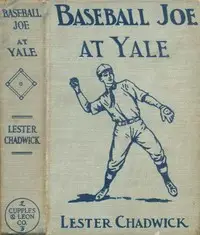 BASEBALL
JOE
AT
YALE
LESTER
CHADWICK
CUPPLES
& LEON
CO.
BASEBALL JOE
AT YALE
LESTER CHADWICK